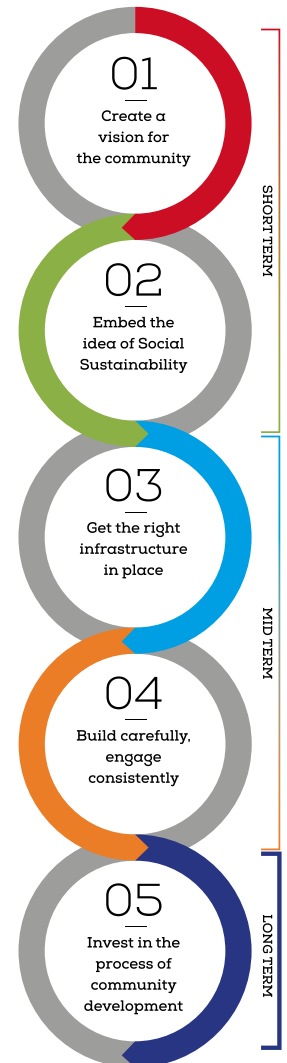 01
Create a
vision for
the community
02
Embed the
idea of Social
Sustainability
SHORT TERM
03
Get the right
infrastructure
in place
04
Build carefully,
engage
consistently
MID TERM
05
Invest in the
process of
community
development
LONG TERM